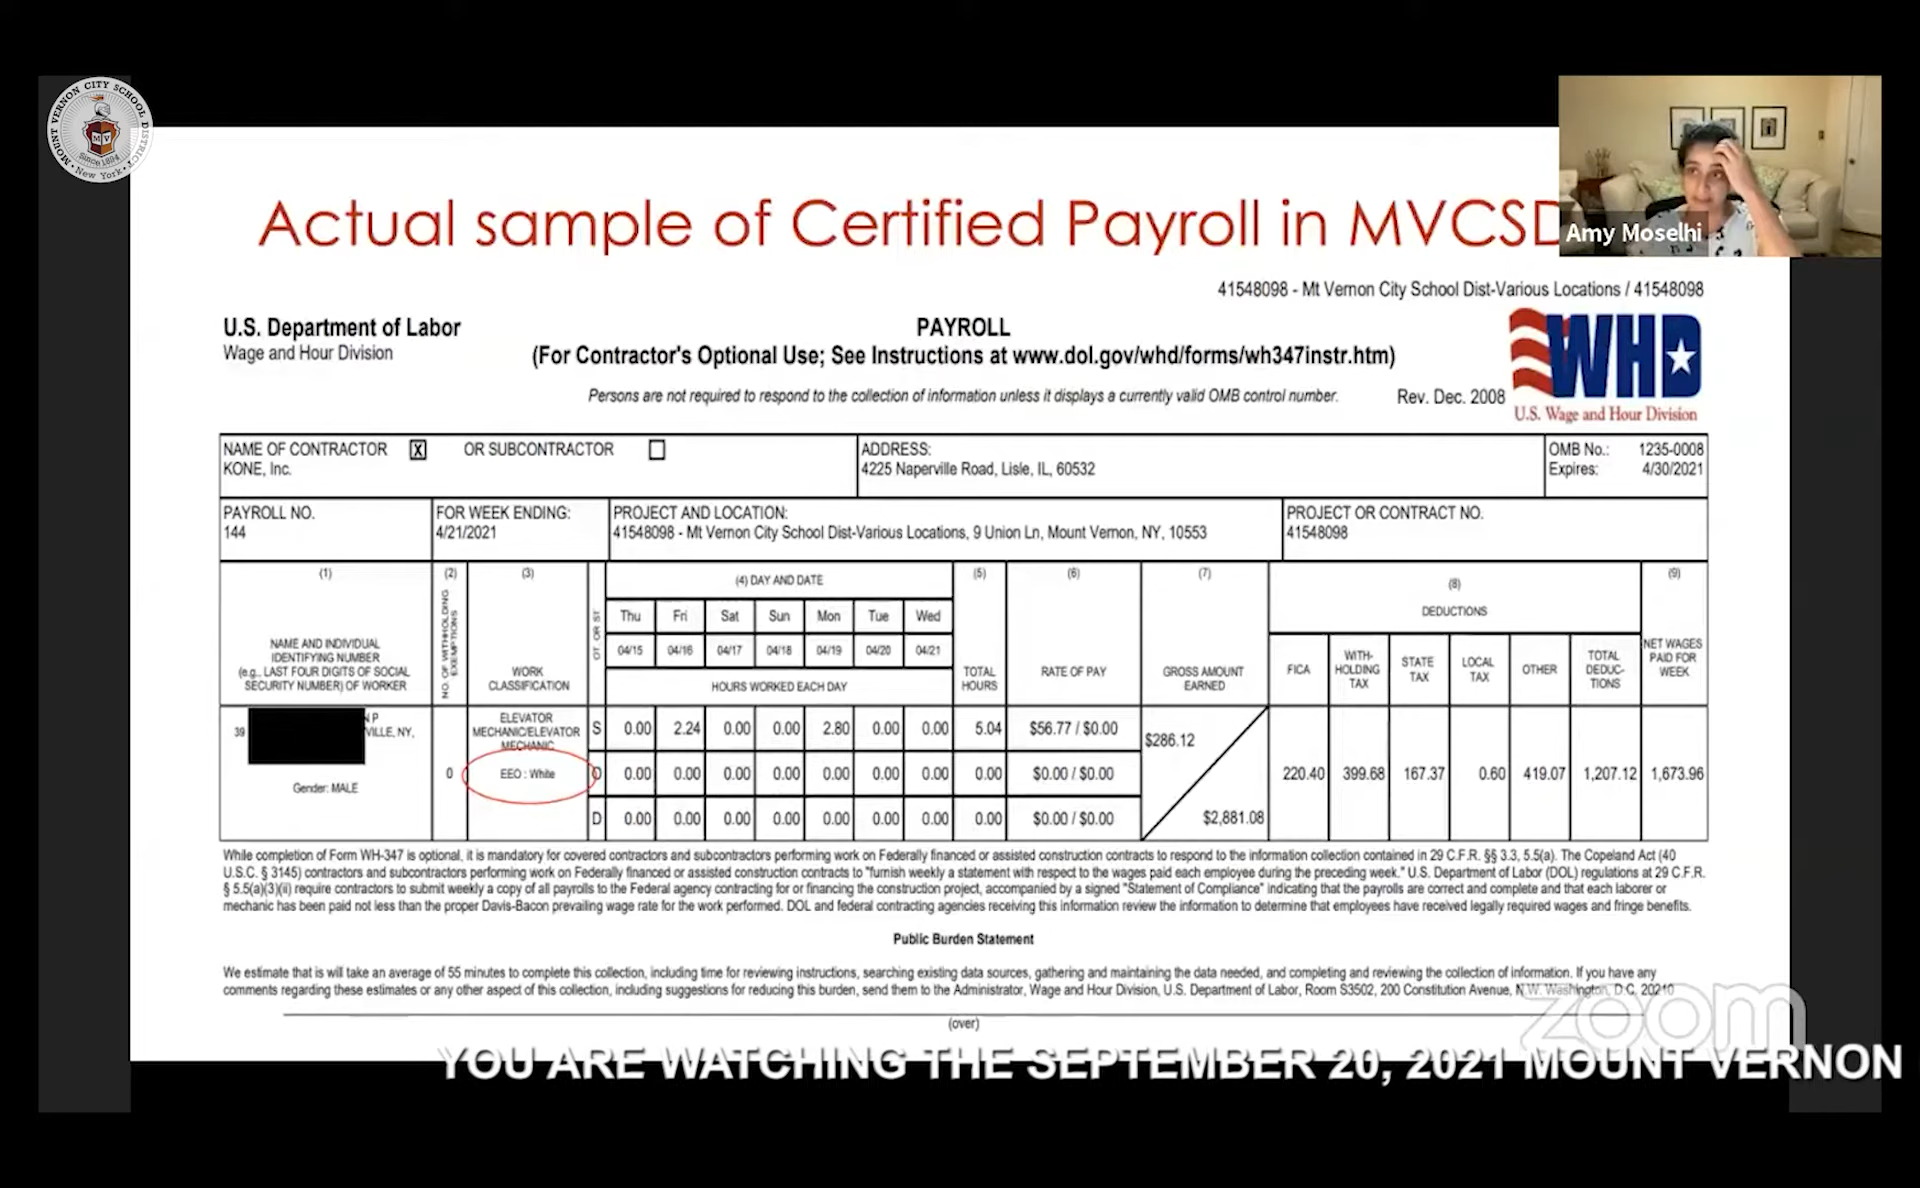 MOUNT VERNON CITY SCHOOL DISTRICT
MV
Since 1894
New York
Actual sample of Certified Payroll in MVCSD
Amy Moselhi
41548098 - Mt Vernon City School Dist-Various Locations / 41548098
U.S. Department of Labor
Wage and Hour Division
PAYROLL
(For Contractor's Optional Use; See Instructions at www.dol.gov/whd/forms/wh347instr.htm)
Persons are not required to respond to the collection of information unless it displays a currently valid OMB control number.
Rev. Dec. 2008
WHD
U.S. Wage and Hour Division
NAME OF CONTRACTOR X OR SUBCONTRACTOR
KONE, Inc.
ADDRESS:
4225 Naperville Road, Lisle, IL, 60532
OMB No.: 1235-0008
Expires: 4/30/2021
PAYROLL NO.
144
FOR WEEK ENDING:
4/21/2021
PROJECT AND LOCATION:
41548098 - Mt Vernon City School Dist-Various Locations, 9 Union Ln, Mount Vernon, NY, 10553
PROJECT OR CONTRACT NO.
41548098
(1)
NAME AND INDIVIDUAL
IDENTIFYING NUMBER
(e.g., LAST FOUR DIGITS OF SOCIAL
SECURITY NUMBER) OF WORKER
(2)
NO. OF WITHHOLDING
EXEMPTIONS
(3)
WORK
CLASSIFICATION
OT. OR ST.
(4) DAY AND DATE
Thu Fri Sat Sun Mon Tue Wed
04/15 04/16 04/17 04/18 04/19 04/20 04/21
HOURS WORKED EACH DAY
(5)
TOTAL
HOURS
(6)
RATE OF PAY
(7)
GROSS AMOUNT
EARNED
(8)
DEDUCTIONS
FICA
WITH-
HOLDING
TAX
STATE
TAX
LOCAL
TAX
OTHER
TOTAL
DEDUC-
TIONS
(9)
NET WAGES
PAID FOR
WEEK
39
N P
VILLE, NY,
Gender: MALE
0
ELEVATOR
MECHANIC/ELEVATOR
MECHANIC
EEO : White
S 0.00 2.24 0.00 0.00 2.80 0.00 0.00 5.04 $56.77 / $0.00
O 0.00 0.00 0.00 0.00 0.00 0.00 0.00 0.00 $0.00 / $0.00
D 0.00 0.00 0.00 0.00 0.00 0.00 0.00 0.00 $0.00 / $0.00
$286.12
$2,881.08
220.40 399.68 167.37 0.60 419.07 1,207.12 1,673.96
While completion of Form WH-347 is optional, it is mandatory for covered contractors and subcontractors performing work on Federally financed or assisted construction contracts to respond to the information collection contained in 29 C.F.R. §§ 3.3, 5.5(a). The Copeland Act (40
U.S.C. § 3145) contractors and subcontractors performing work on Federally financed or assisted construction contracts to "furnish weekly a statement with respect to the wages paid each employee during the preceding week." U.S. Department of Labor (DOL) regulations at 29 C.F.R.
§ 5.5(a)(3)(ii) require contractors to submit weekly a copy of all payrolls to the Federal agency contracting for or financing the construction project, accompanied by a signed "Statement of Compliance" indicating that the payrolls are correct and complete and that each laborer or
mechanic has been paid not less than the proper Davis-Bacon prevailing wage rate for the work performed. DOL and federal contracting agencies receiving this information review the information to determine that employees have received legally required wages and fringe benefits.
Public Burden Statement
We estimate that is will take an average of 55 minutes to complete this collection, including time for reviewing instructions, searching existing data sources, gathering and maintaining the data needed, and completing and reviewing the collection of information. If you have any
comments regarding these estimates or any other aspect of this collection, including suggestions for reducing this burden, send them to the Administrator, Wage and Hour Division, U.S. Department of Labor, Room S3502, 200 Constitution Avenue, N.W. Washington, D.C. 20210
(over)
zoom
YOU ARE WATCHING THE SEPTEMBER 20, 2021 MOUNT VERNON